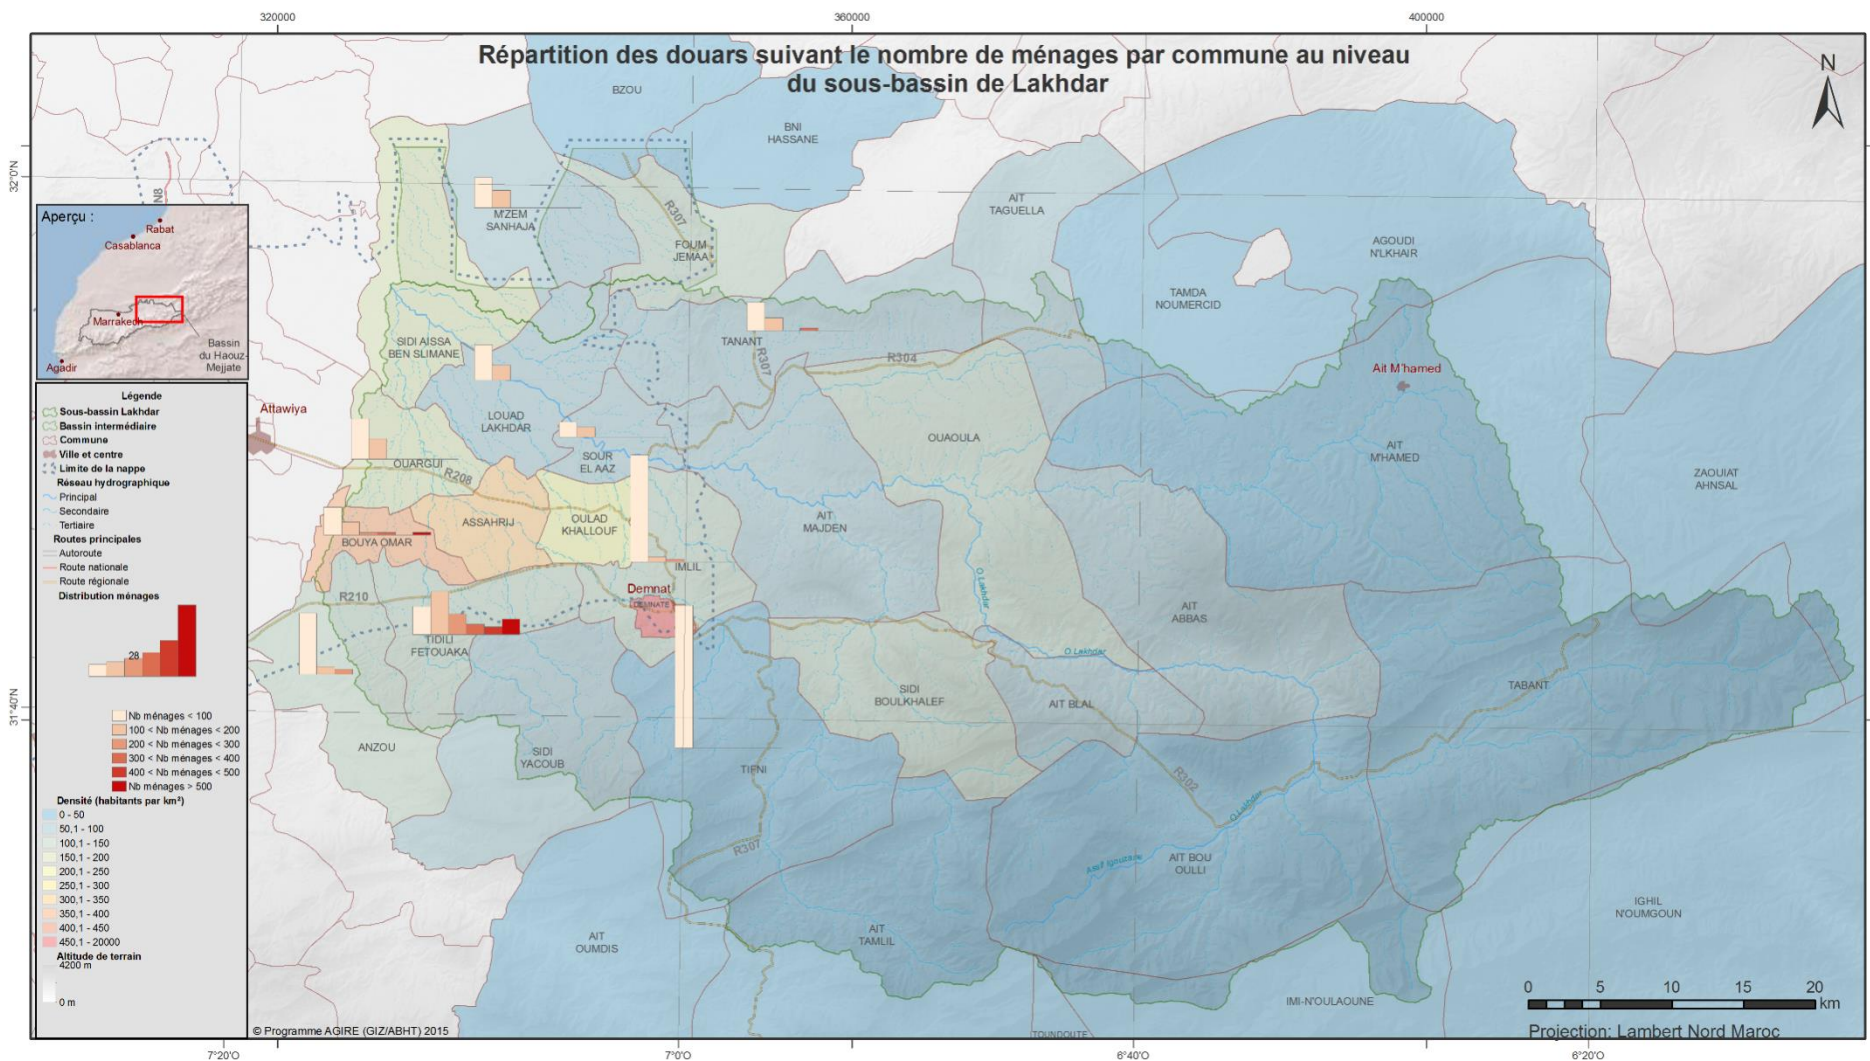 320000
360000
400000
Répartition des douars suivant le nombre de ménages par commune au niveau
du sous-bassin de Lakhdar
N
BZOU
BNI
HASSANE
32°0'N
N8
Aperçu :
Rabat
Casablanca
Marrakech
Agadir
Bassin
du Haouz-
Mejjate
M'ZEM
SANHAJA
R307
FOUM
JEMAA
AIT
TAGUELLA
AGOUDI
N'LKHAIR
TAMDA
NOUMERCID
SIDI AISSA
BEN SLIMANE
TANANT
R307
R304
Ait M'hamed
Attawiya
LOUAD
LAKHDAR
OUAOULA
AIT
M'HAMED
SOUR
EL AAZ
OUARGUI
R208
ZAOUIAT
AHNSAL
ASSAHRIJ
OULAD
KHALLOUF
AIT
MAJDEN
BOUYA OMAR
IMLIL
R210
Demnat
DEMNATE
O Lakhdar
AIT
ABBAS
TIDILI
FETOUAKA
O.Lakhdar
31°40'N
SIDI
BOULKHALEF
AIT BLAL
TABANT
ANZOU
SIDI
YACOUB
TIFNI
R302
O Lakhdar
R307
Assif Ignuizane
AIT BOU
OULLI
AIT
OUMDIS
AIT
TAMLIL
IGHIL
N'OUMGOUN
IMI-N'OULAOUNE
TOUNDOUTE
Légende
Sous-bassin Lakhdar
Bassin intermédiaire
Commune
Ville et centre
Limite de la nappe
Réseau hydrographique
Principal
Secondaire
Tertiaire
Routes principales
Autoroute
Route nationale
Route régionale
Distribution ménages
28
Nb ménages < 100
100 < Nb ménages < 200
200 < Nb ménages < 300
300 < Nb ménages < 400
400 < Nb ménages < 500
Nb ménages > 500
Densité (habitants par km²)
0 - 50
50,1 - 100
100,1 - 150
150,1 - 200
200,1 - 250
250,1 - 300
300,1 - 350
350,1 - 400
400,1 - 450
450,1 - 20000
Altitude de terrain
4200 m
0 m
© Programme AGIRE (GIZ/ABHT) 2015
0 5 10 15 20
km
Projection: Lambert Nord Maroc
7°20'O
7°0'O
6°40'O
6°20'O